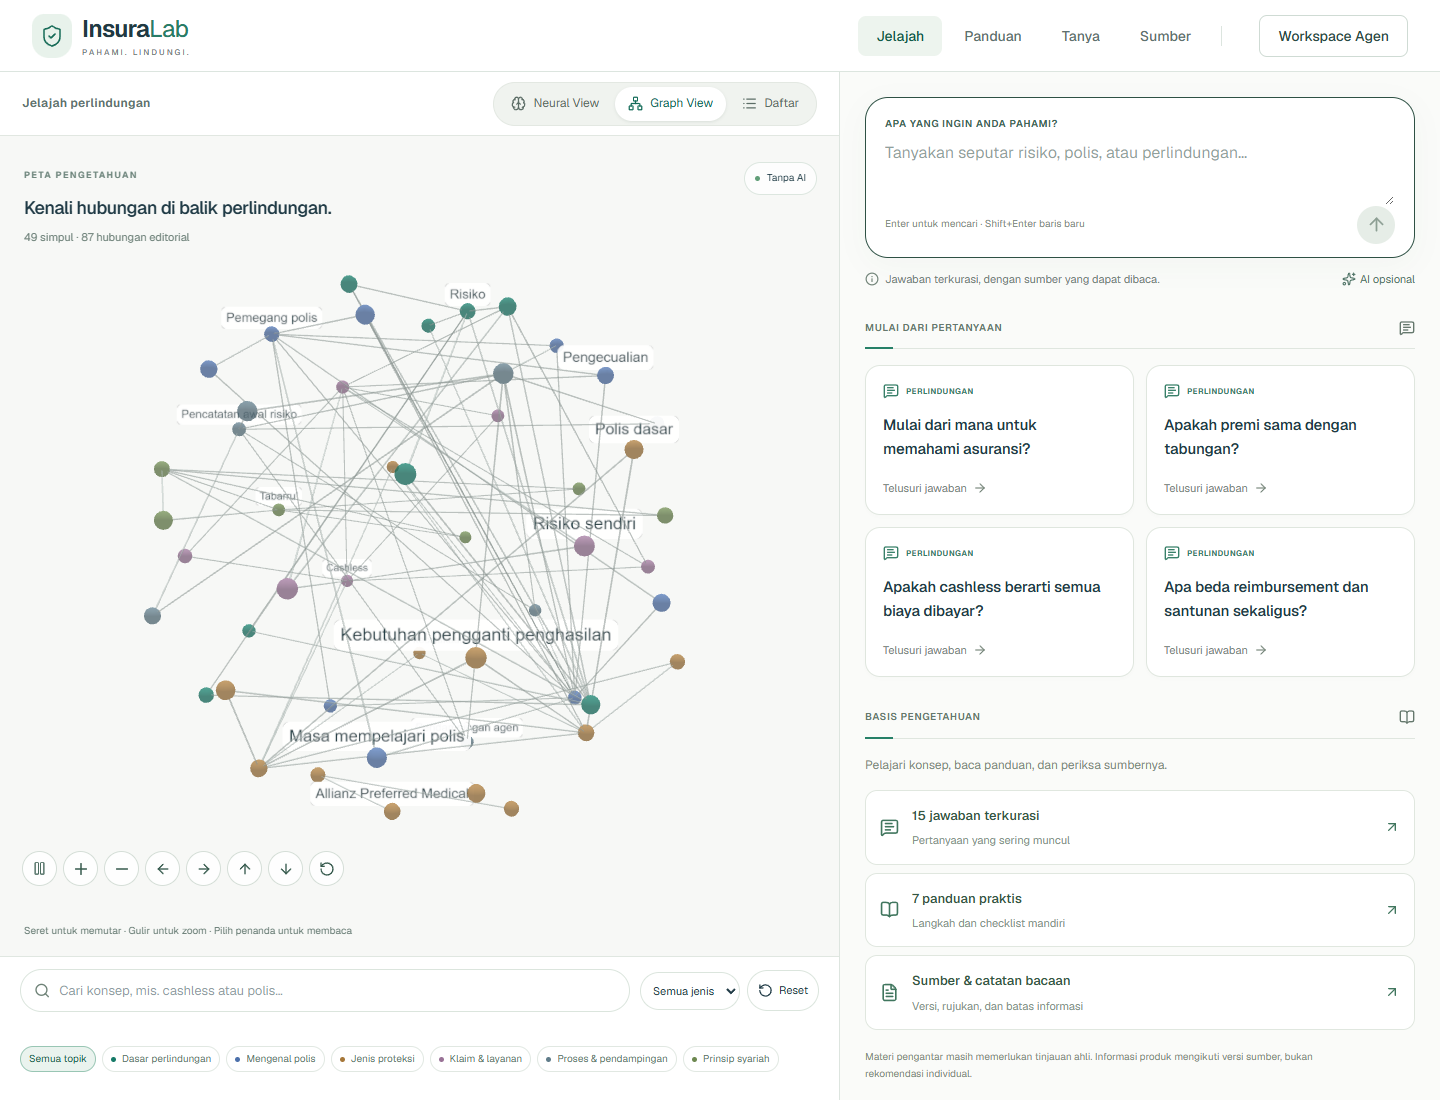 InsuraLab
PAHAMI. LINDUNGI.
Jelajah
Panduan
Tanya
Sumber
Workspace Agen
Jelajah perlindungan
Neural View
Graph View
Daftar
PETA PENGETAHUAN
Tanpa AI
Kenali hubungan di balik perlindungan.
49 simpul · 87 hubungan editorial
Risiko
Pemegang polis
Pengecualian
Pencatatan awal risiko
Polis dasar
Tabarru'
Risiko sendiri
Cashless
Kebutuhan pengganti penghasilan
gan agen
Masa mempelajari polis
Allianz Preferred Medical
Seret untuk memutar · Gulir untuk zoom · Pilih penanda untuk membaca
Cari konsep, mis. cashless atau polis...
Semua jenis
Reset
Semua topik
Dasar perlindungan
Mengenal polis
Jenis proteksi
Klaim & layanan
Proses & pendampingan
Prinsip syariah
APA YANG INGIN ANDA PAHAMI?
Tanyakan seputar risiko, polis, atau perlindungan...
Enter untuk mencari · Shift+Enter baris baru
Jawaban terkurasi, dengan sumber yang dapat dibaca.
AI opsional
MULAI DARI PERTANYAAN
PERLINDUNGAN
Mulai dari mana untuk
memahami asuransi?
Telusuri jawaban
PERLINDUNGAN
Apakah premi sama dengan
tabungan?
Telusuri jawaban
PERLINDUNGAN
Apakah cashless berarti semua
biaya dibayar?
Telusuri jawaban
PERLINDUNGAN
Apa beda reimbursement dan
santunan sekaligus?
Telusuri jawaban
BASIS PENGETAHUAN
Pelajari konsep, baca panduan, dan periksa sumbernya.
15 jawaban terkurasi
Pertanyaan yang sering muncul
7 panduan praktis
Langkah dan checklist mandiri
Sumber & catatan bacaan
Versi, rujukan, dan batas informasi
Materi pengantar masih memerlukan tinjauan ahli. Informasi produk mengikuti versi sumber, bukan
rekomendasi individual.